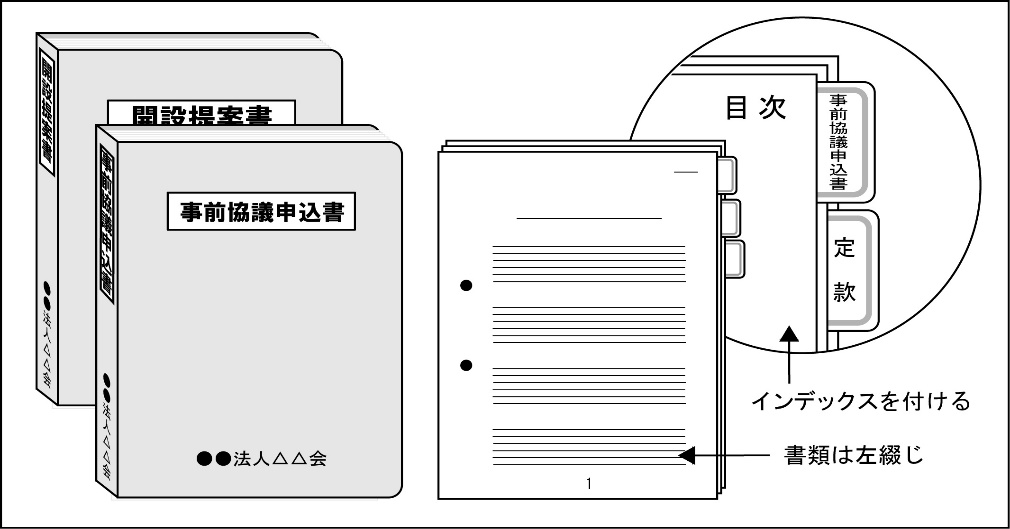 開設提案書
●●法人△△会
開設提案書
事前協議申込書
●●法人△△会
事前協議申込書
●●法人△△会
1
目次
事前協議申込書
定款
インデックスを付ける
書類は左綴じ